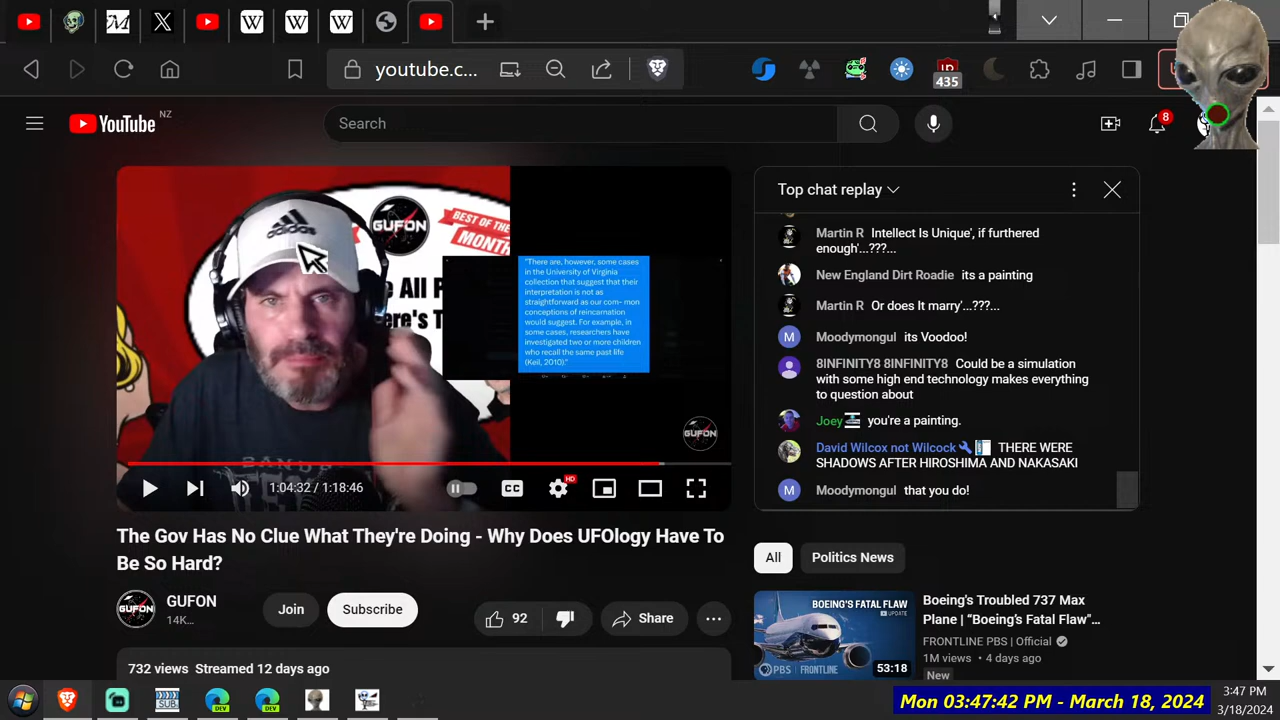 youtube.c...
435
YouTube NZ
Search
8
adidas
GUFON
BEST OF THE
MONTH
"There are, however, some cases
in the University of Virginia
collection that suggest that their
interpretation is not as
straightforward as our com- mon
conceptions of reincarnation
would suggest. For example, in
some cases, researchers have
investigated two or more children
who recall the same past life
(Keil, 2010)."
GUFON
1:04:32 / 1:18:46
CC
HD
Top chat replay
Martin R Intellect Is Unique', if furthered
enough'...???...
New England Dirt Roadie its a painting
Martin R Or does It marry'...???...
M Moodymongul its Voodoo!
8INFINITY8 8INFINITY8 Could be a simulation
with some high end technology makes everything
to question about
Joey you're a painting.
David Wilcox not Wilcock THERE WERE
SHADOWS AFTER HIROSHIMA AND NAKASAKI
M Moodymongul that you do!
The Gov Has No Clue What They're Doing - Why Does UFOlogy Have To
Be So Hard?
GUFON
GUFON
14K...
Join
Subscribe
92
Share
732 views Streamed 12 days ago
All
Politics News
BOEING'S FATAL FLAW
UPDATE
PBS FRONTLINE
53:18
Boeing's Troubled 737 Max
Plane | "Boeing's Fatal Flaw"...
FRONTLINE PBS | Official
1M views • 4 days ago
New
SUB
DEV
DEV
Mon 03:47:42 PM - March 18, 2024
3:47 PM
3/18/2024